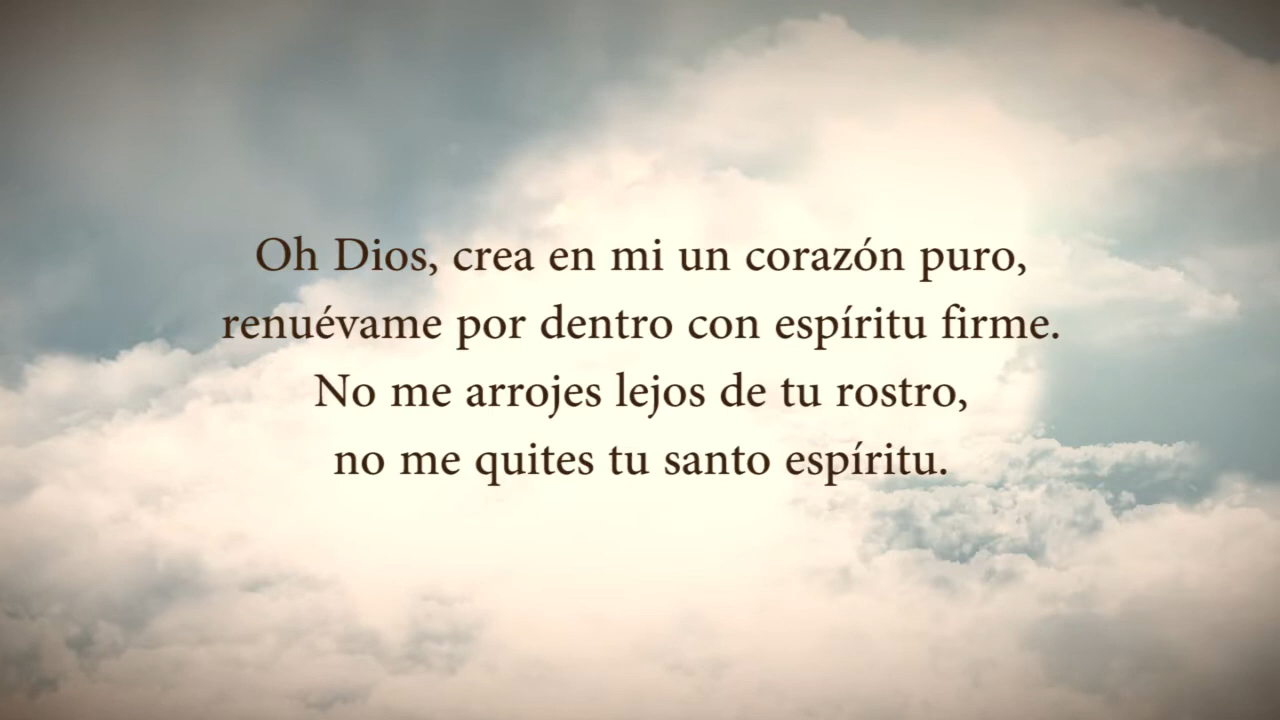 Oh Dios, crea en mi un corazón puro,
renuévame por dentro con espíritu firme.
No me arrojes lejos de tu rostro,
no me quites tu santo espíritu.